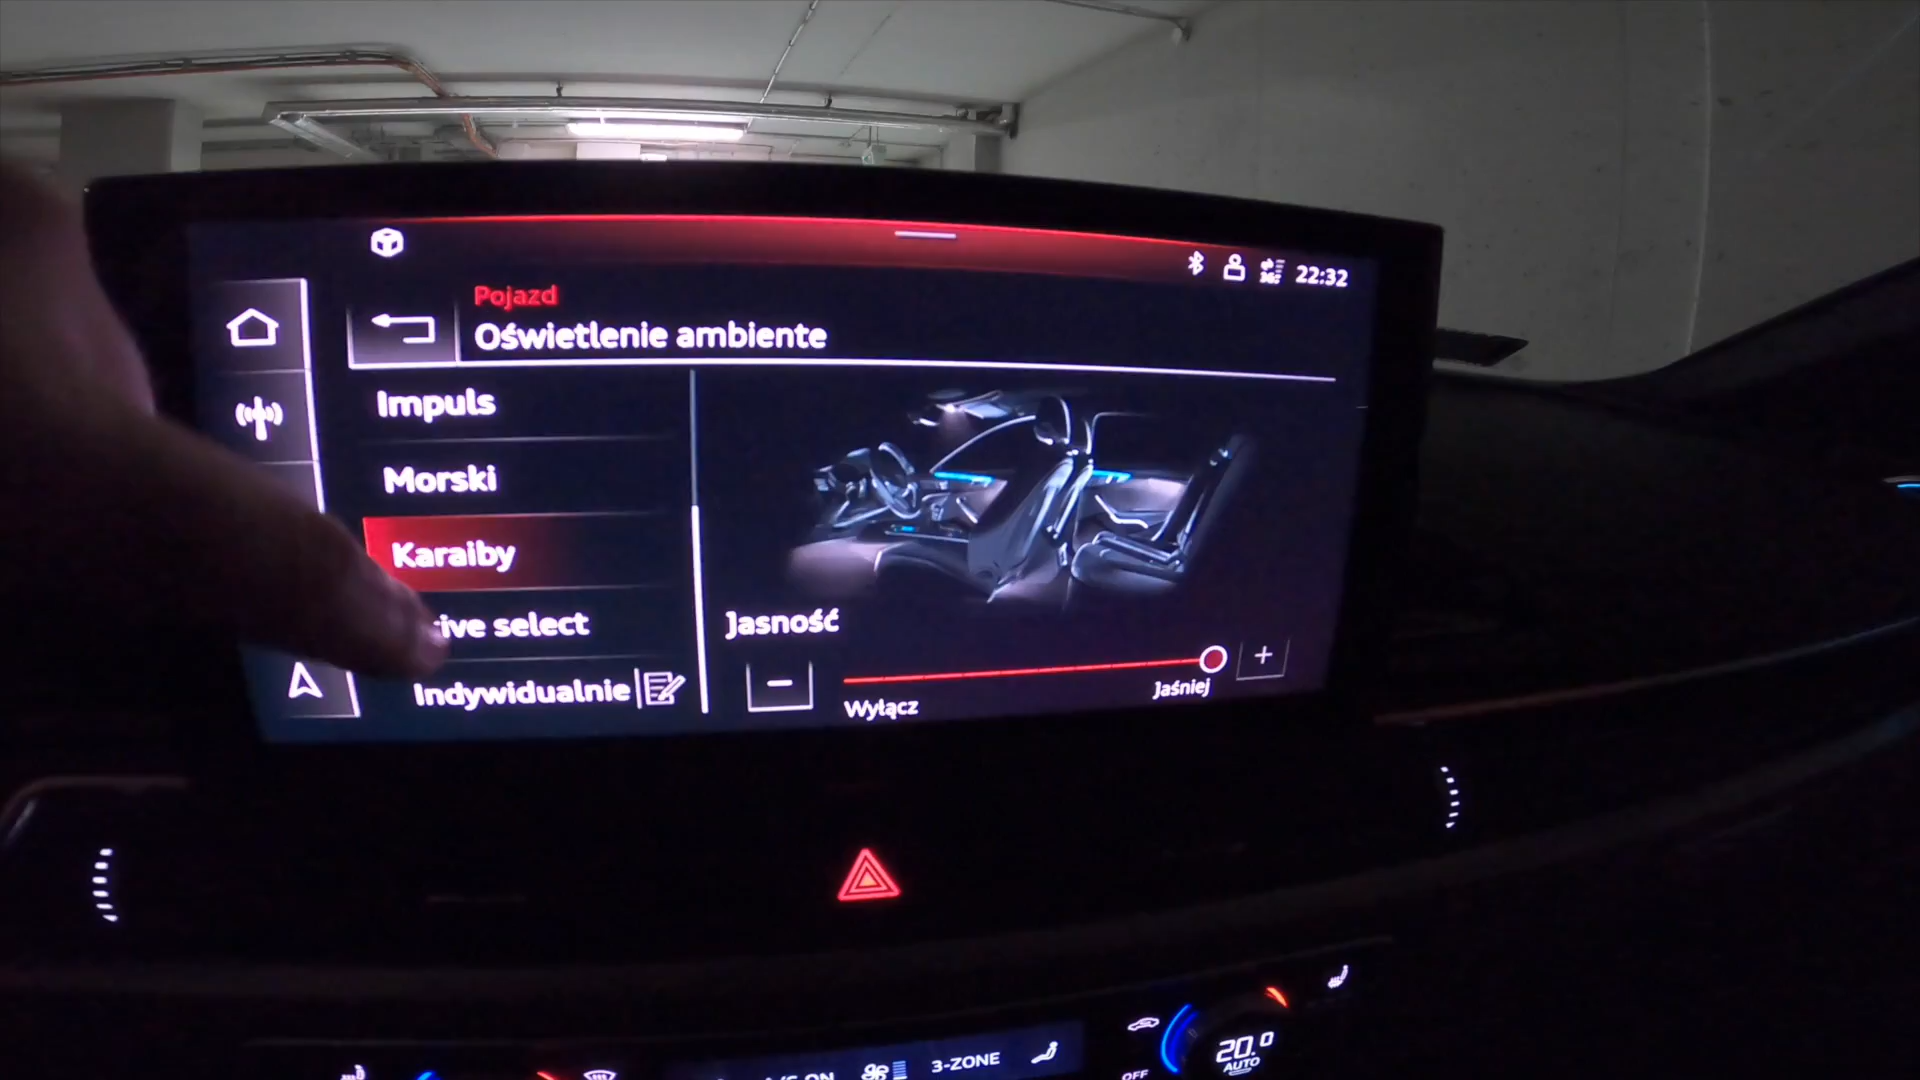 22:32
Pojazd
Oświetlenie ambiente
Impuls
Morski
Karaiby
select
Indywidualnie
Jasność
Wyłącz
Jaśniej
3-ZONE
20.0
AUTO
OFF
ON